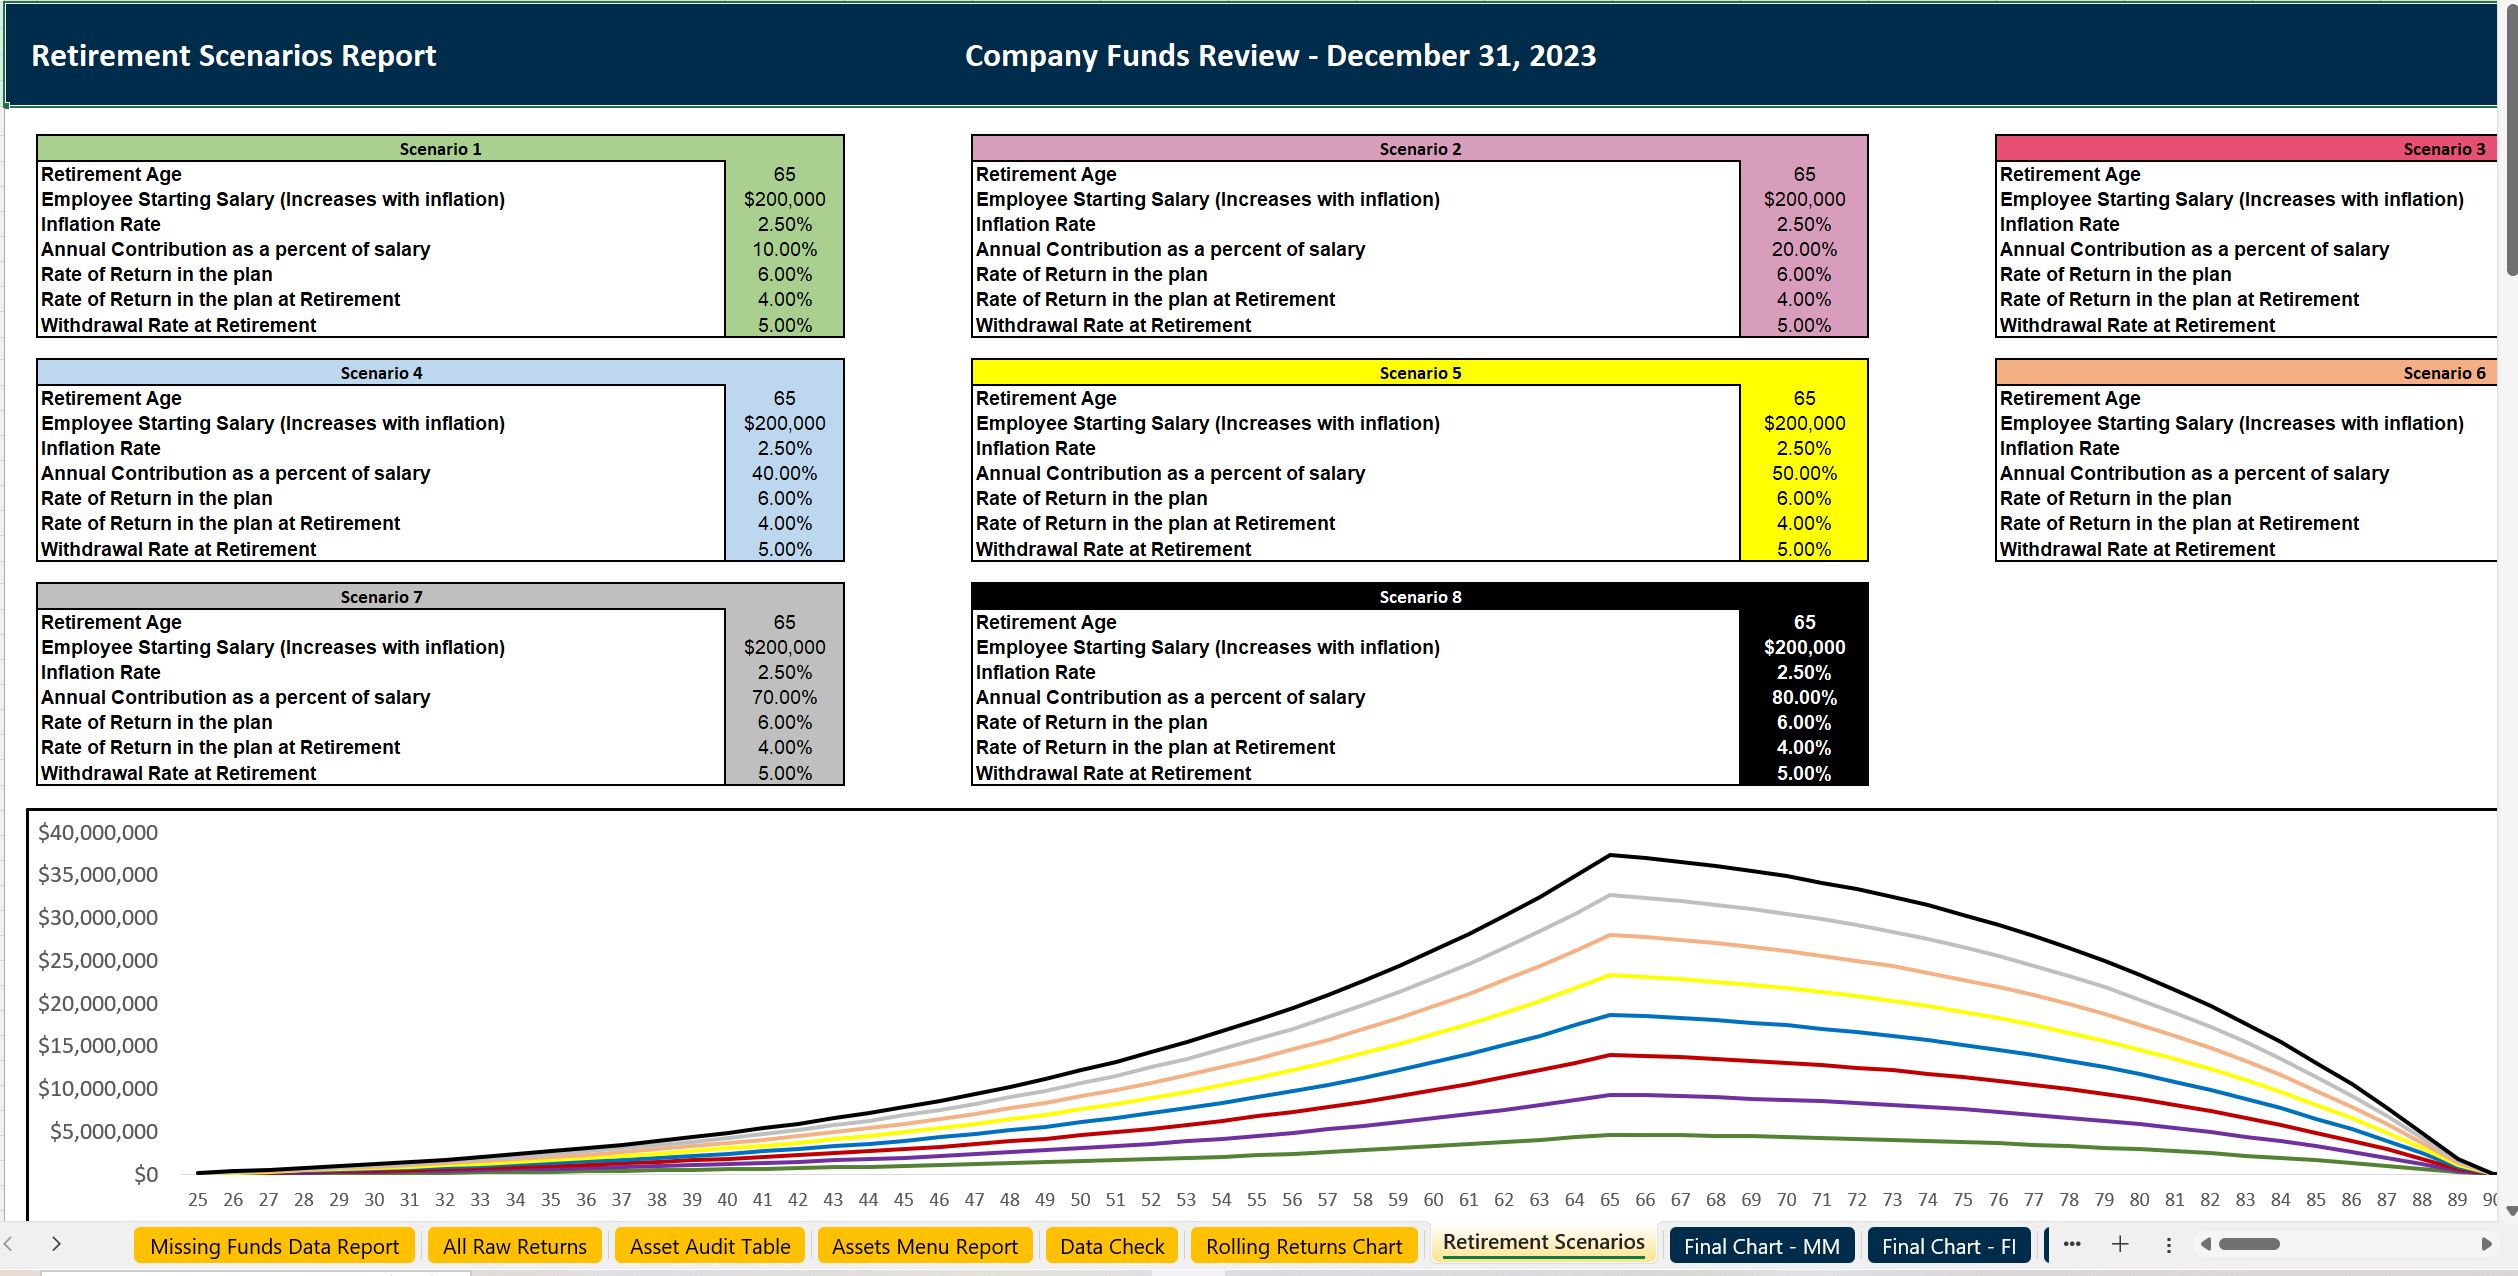 Retirement Scenarios Report
Company Funds Review - December 31, 2023
Scenario 1
Retirement Age 65
Employee Starting Salary (Increases with inflation) $200,000
Inflation Rate 2.50%
Annual Contribution as a percent of salary 10.00%
Rate of Return in the plan 6.00%
Rate of Return in the plan at Retirement 4.00%
Withdrawal Rate at Retirement 5.00%
Scenario 2
Retirement Age 65
Employee Starting Salary (Increases with inflation) $200,000
Inflation Rate 2.50%
Annual Contribution as a percent of salary 20.00%
Rate of Return in the plan 6.00%
Rate of Return in the plan at Retirement 4.00%
Withdrawal Rate at Retirement 5.00%
Scenario 3
Retirement Age
Employee Starting Salary (Increases with inflation)
Inflation Rate
Annual Contribution as a percent of salary
Rate of Return in the plan
Rate of Return in the plan at Retirement
Withdrawal Rate at Retirement
Scenario 4
Retirement Age 65
Employee Starting Salary (Increases with inflation) $200,000
Inflation Rate 2.50%
Annual Contribution as a percent of salary 40.00%
Rate of Return in the plan 6.00%
Rate of Return in the plan at Retirement 4.00%
Withdrawal Rate at Retirement 5.00%
Scenario 5
Retirement Age 65
Employee Starting Salary (Increases with inflation) $200,000
Inflation Rate 2.50%
Annual Contribution as a percent of salary 50.00%
Rate of Return in the plan 6.00%
Rate of Return in the plan at Retirement 4.00%
Withdrawal Rate at Retirement 5.00%
Scenario 6
Retirement Age
Employee Starting Salary (Increases with inflation)
Inflation Rate
Annual Contribution as a percent of salary
Rate of Return in the plan
Rate of Return in the plan at Retirement
Withdrawal Rate at Retirement
Scenario 7
Retirement Age 65
Employee Starting Salary (Increases with inflation) $200,000
Inflation Rate 2.50%
Annual Contribution as a percent of salary 70.00%
Rate of Return in the plan 6.00%
Rate of Return in the plan at Retirement 4.00%
Withdrawal Rate at Retirement 5.00%
Scenario 8
Retirement Age 65
Employee Starting Salary (Increases with inflation) $200,000
Inflation Rate 2.50%
Annual Contribution as a percent of salary 80.00%
Rate of Return in the plan 6.00%
Rate of Return in the plan at Retirement 4.00%
Withdrawal Rate at Retirement 5.00%
$40,000,000
$35,000,000
$30,000,000
$25,000,000
$20,000,000
$15,000,000
$10,000,000
$5,000,000
$0
25 26 27 28 29 30 31 32 33 34 35 36 37 38 39 40 41 42 43 44 45 46 47 48 49 50 51 52 53 54 55 56 57 58 59 60 61 62 63 64 65 66 67 68 69 70 71 72 73 74 75 76 77 78 79 80 81 82 83 84 85 86 87 88 89 90
Missing Funds Data Report All Raw Returns Asset Audit Table Assets Menu Report Data Check Rolling Returns Chart Retirement Scenarios Final Chart - MM Final Chart - FI